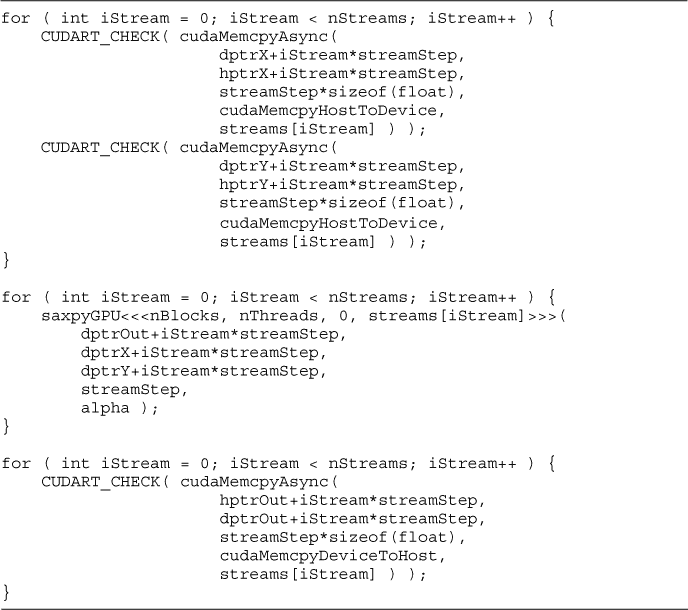 for ( int iStream = 0; iStream < nStreams; iStream++ ) {
    CUDART_CHECK( cudaMemcpyAsync(
                      dptrX+iStream*streamStep,
                      hptrX+iStream*streamStep,
                      streamStep*sizeof(float),
                      cudaMemcpyHostToDevice,
                      streams[iStream] ) );
    CUDART_CHECK( cudaMemcpyAsync(
                      dptrY+iStream*streamStep,
                      hptrY+iStream*streamStep,
                      streamStep*sizeof(float),
                      cudaMemcpyHostToDevice,
                      streams[iStream] ) );
}

for ( int iStream = 0; iStream < nStreams; iStream++ ) {
    saxpyGPU<<<nBlocks, nThreads, 0, streams[iStream]>>>(
        dptrOut+iStream*streamStep,
        dptrX+iStream*streamStep,
        dptrY+iStream*streamStep,
        streamStep,
        alpha );
}

for ( int iStream = 0; iStream < nStreams; iStream++ ) {
    CUDART_CHECK( cudaMemcpyAsync(
                      hptrOut+iStream*streamStep,
                      dptrOut+iStream*streamStep,
                      streamStep*sizeof(float),
                      cudaMemcpyDeviceToHost,
                      streams[iStream] ) );
}